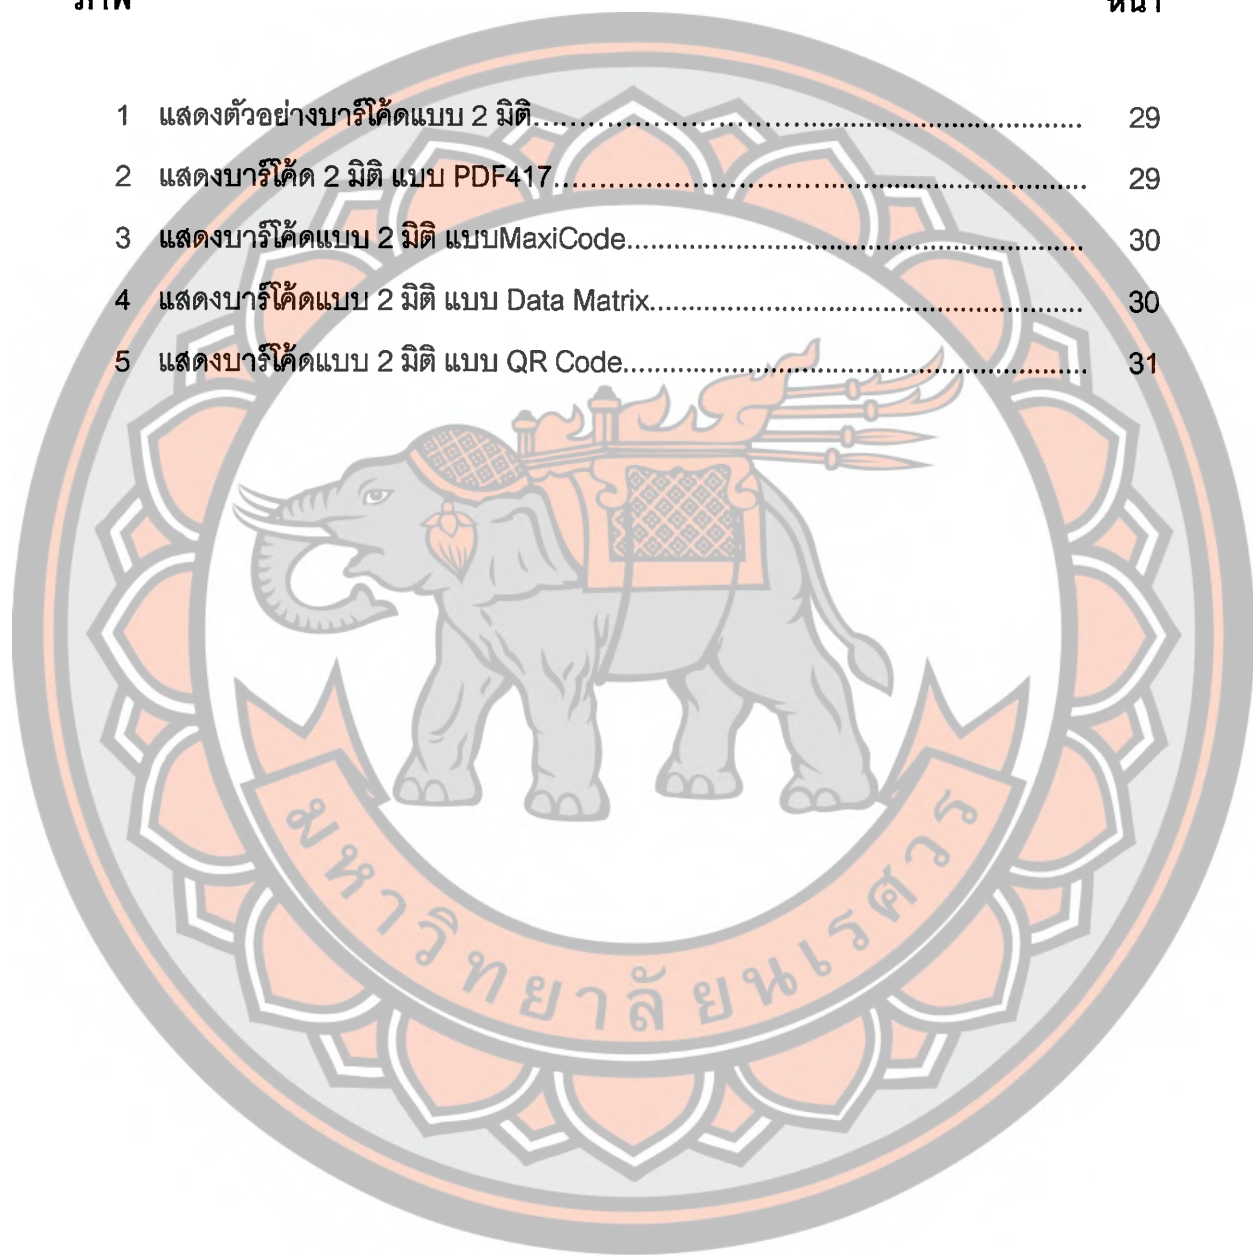 ภาพ หน้า
1 แสดงตัวอย่างบาร์โค้ดแบบ 2 มิติ........................................................................ 29
2 แสดงบาร์โค้ด 2 มิติ แบบ PDF417..................................................................... 29
3 แสดงบาร์โค้ดแบบ 2 มิติ แบบMaxiCode........................................................... 30
4 แสดงบาร์โค้ดแบบ 2 มิติ แบบ Data Matrix........................................................ 30
5 แสดงบาร์โค้ดแบบ 2 มิติ แบบ QR Code............................................................ 31
มหาวิทยาลัยนเรศวร